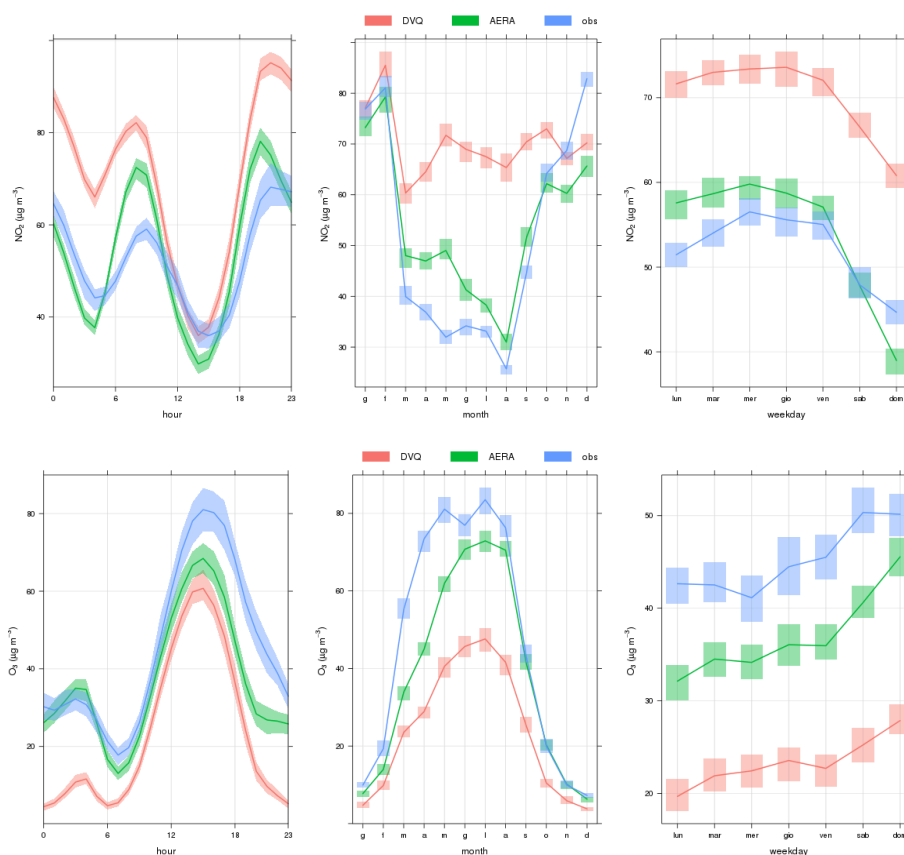 DVQ AERA obs
80
60
40
NO₂ (µg m⁻³)
0 6 12 18 23
hour
80
70
60
50
40
30
NO₂ (µg m⁻³)
g f m a m g l a s o n d
month
70
60
50
40
NO₂ (µg m⁻³)
lun mar mer gio ven sab dom
weekday
DVQ AERA obs
80
60
40
20
O₃ (µg m⁻³)
0 6 12 18 23
hour
80
60
40
20
O₃ (µg m⁻³)
g f m a m g l a s o n d
month
50
40
30
20
O₃ (µg m⁻³)
lun mar mer gio ven sab dom
weekday